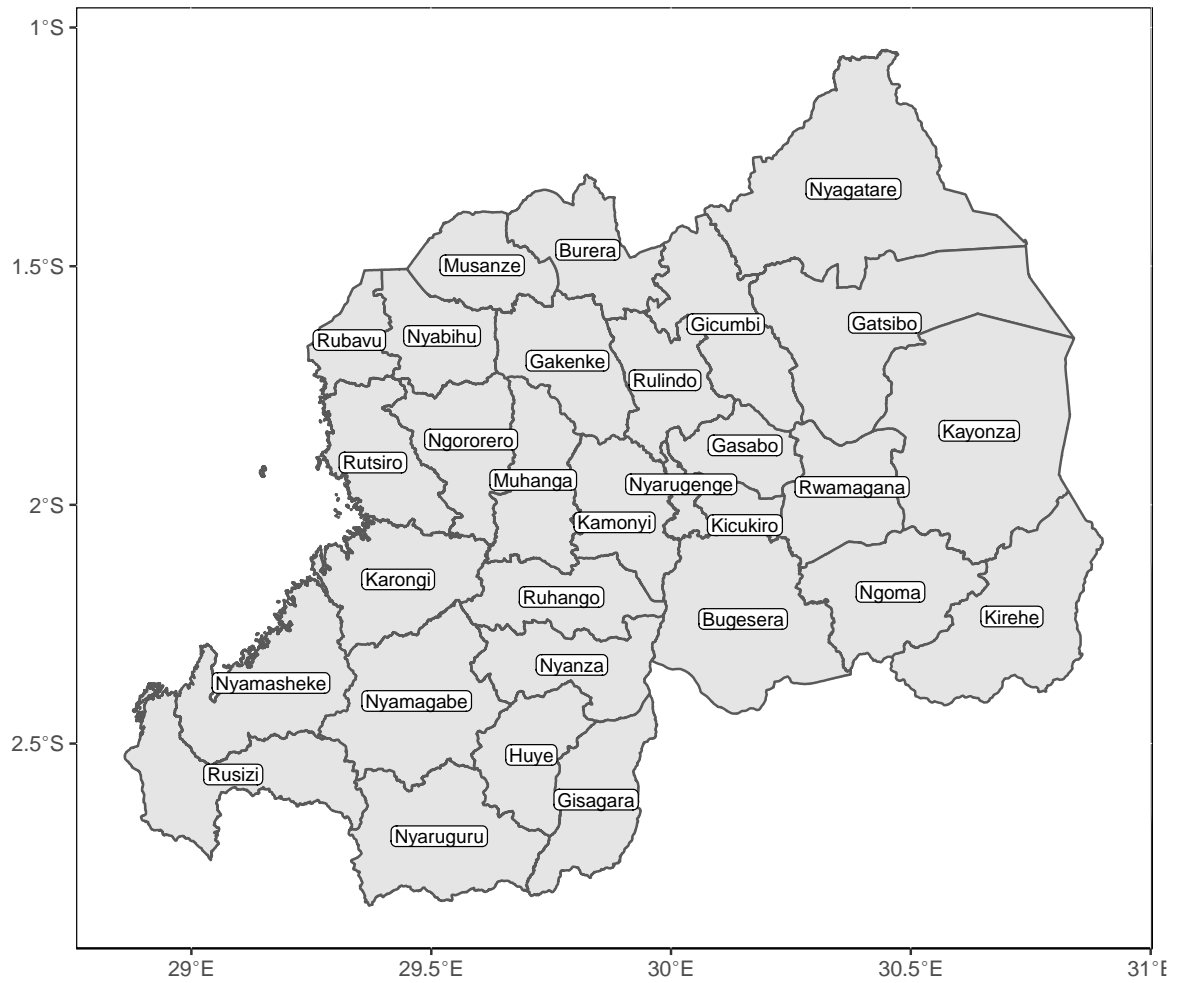 1°S
Nyagatare
Burera
Musanze
1.5°S
Gicumbi
Gatsibo
Rubavu
Nyabihu
Gakenke
Rulindo
Kayonza
Ngororero
Gasabo
Rutsiro
Muhanga
Nyarugenge
Rwamagana
2°S
Kamonyi
Kicukiro
Karongi
Ngoma
Ruhango
Kirehe
Bugesera
Nyanza
Nyamasheke
Nyamagabe
2.5°S
Huye
Rusizi
Gisagara
Nyaruguru
29°E
29.5°E
30°E
30.5°E
31°E